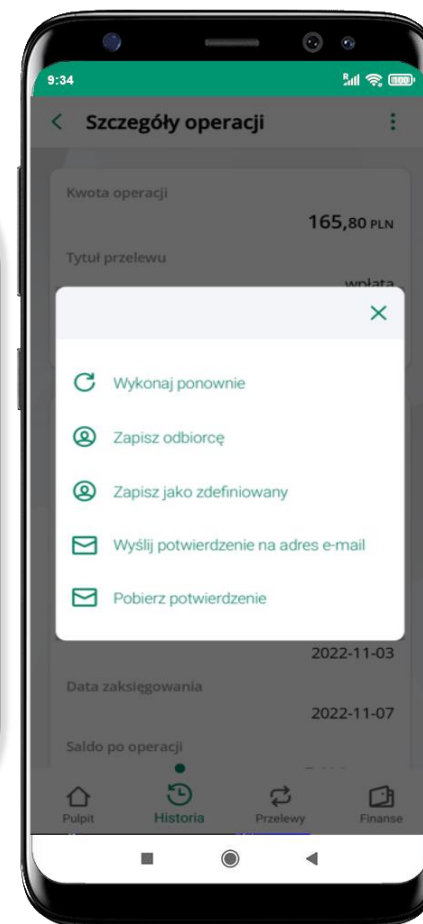 9:34
Szczegóły operacji
Kwota operacji
165,80 PLN
Tytuł przelewu
wpłata
Wykonaj ponownie
Zapisz odbiorcę
Zapisz jako zdefiniowany
Wyślij potwierdzenie na adres e-mail
Pobierz potwierdzenie
2022-11-03
Data zaksięgowania
2022-11-07
Saldo po operacji
Pulpit Historia Przelewy Finanse